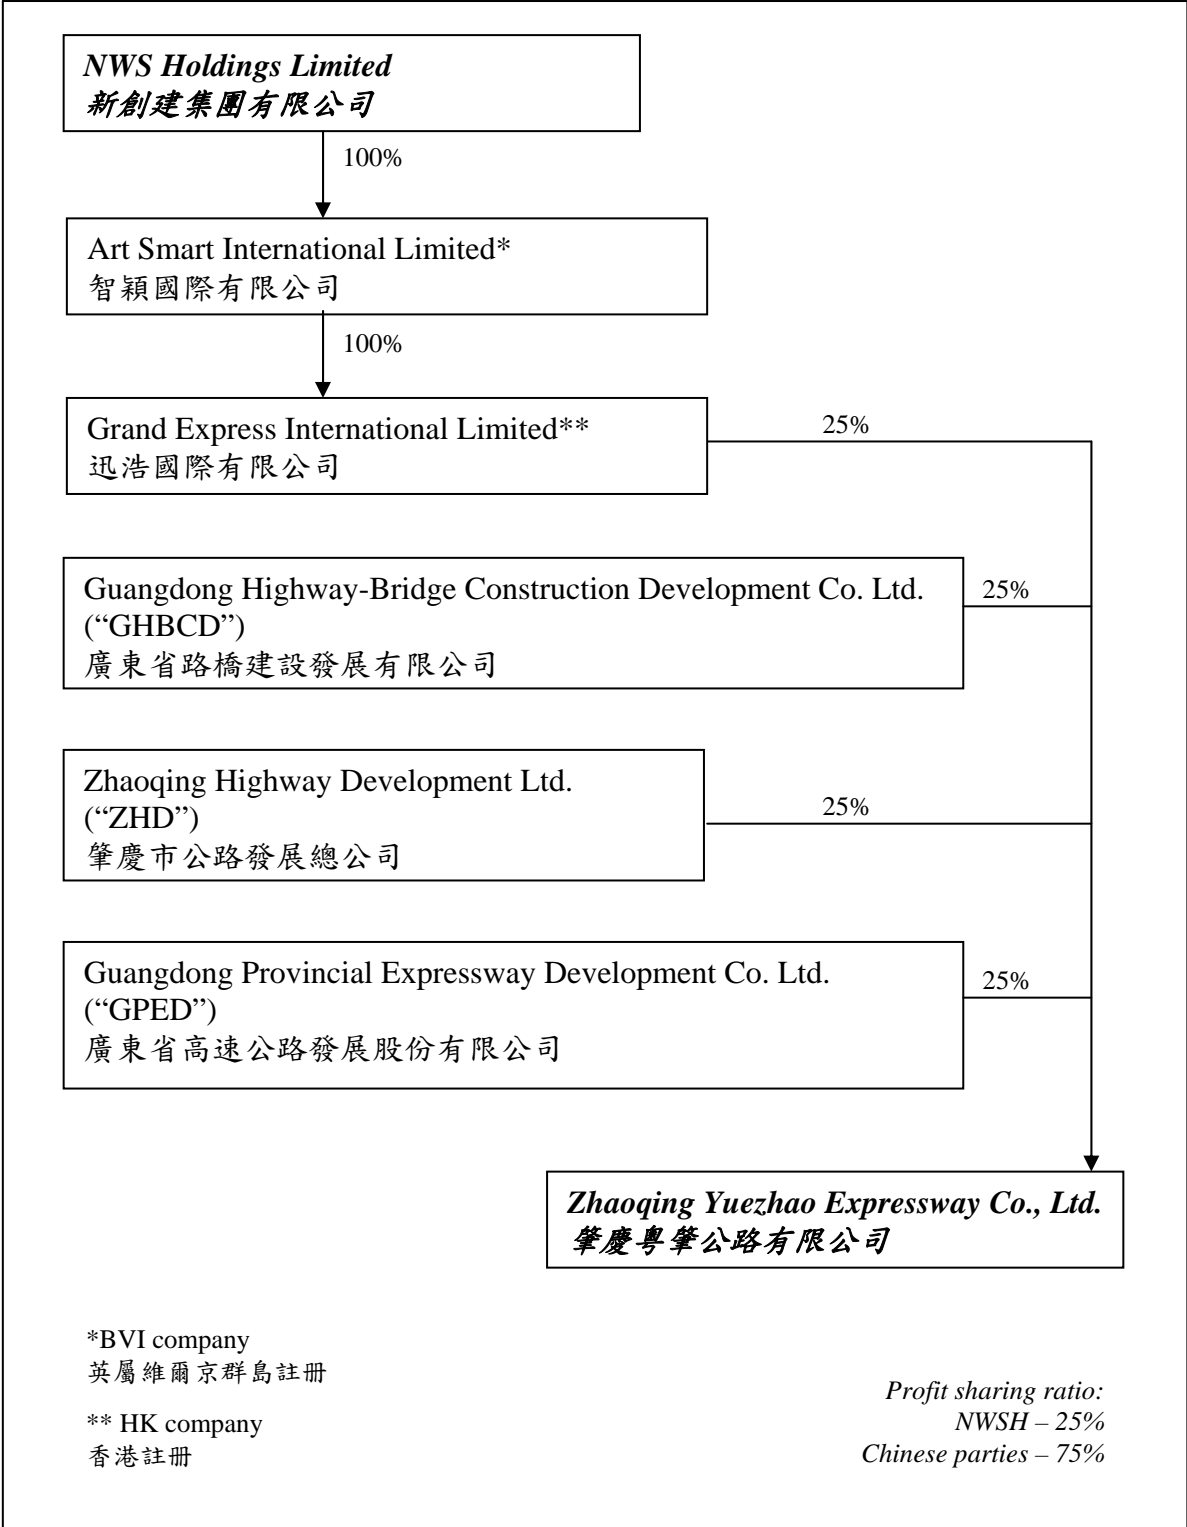 NWS Holdings Limited
新創建集團有限公司
100%
Art Smart International Limited*
智穎國際有限公司
100%
Grand Express International Limited**
迅浩國際有限公司
25%
Guangdong Highway-Bridge Construction Development Co. Ltd.
(“GHBCD”)
廣東省路橋建設發展有限公司
25%
Zhaoqing Highway Development Ltd.
(“ZHD”)
肇慶市公路發展總公司
25%
Guangdong Provincial Expressway Development Co. Ltd.
(“GPED”)
廣東省高速公路發展股份有限公司
25%
Zhaoqing Yuezhao Expressway Co., Ltd.
肇慶粵肇公路有限公司
*BVI company
英屬維爾京群島註册
** HK company
香港註册
Profit sharing ratio:
NWSH – 25%
Chinese parties – 75%